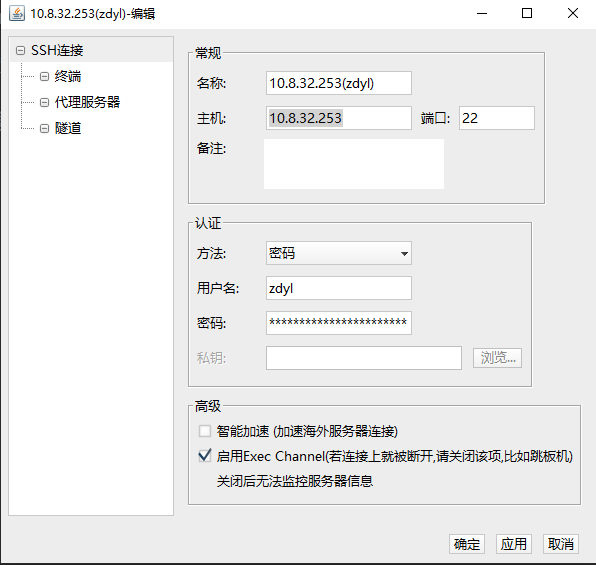 10.8.32.253(zdyl)-编辑
SSH连接
终端
代理服务器
隧道
常规
名称: 10.8.32.253(zdyl)
主机: 10.8.32.253 端口: 22
备注:
认证
方法: 密码
用户名: zdyl
密码: ***********************
私钥: 浏览...
高级
智能加速 (加速海外服务器连接)
启用Exec Channel(若连接上就被断开,请关闭该项,比如跳板机)
关闭后无法监控服务器信息
确定 应用 取消